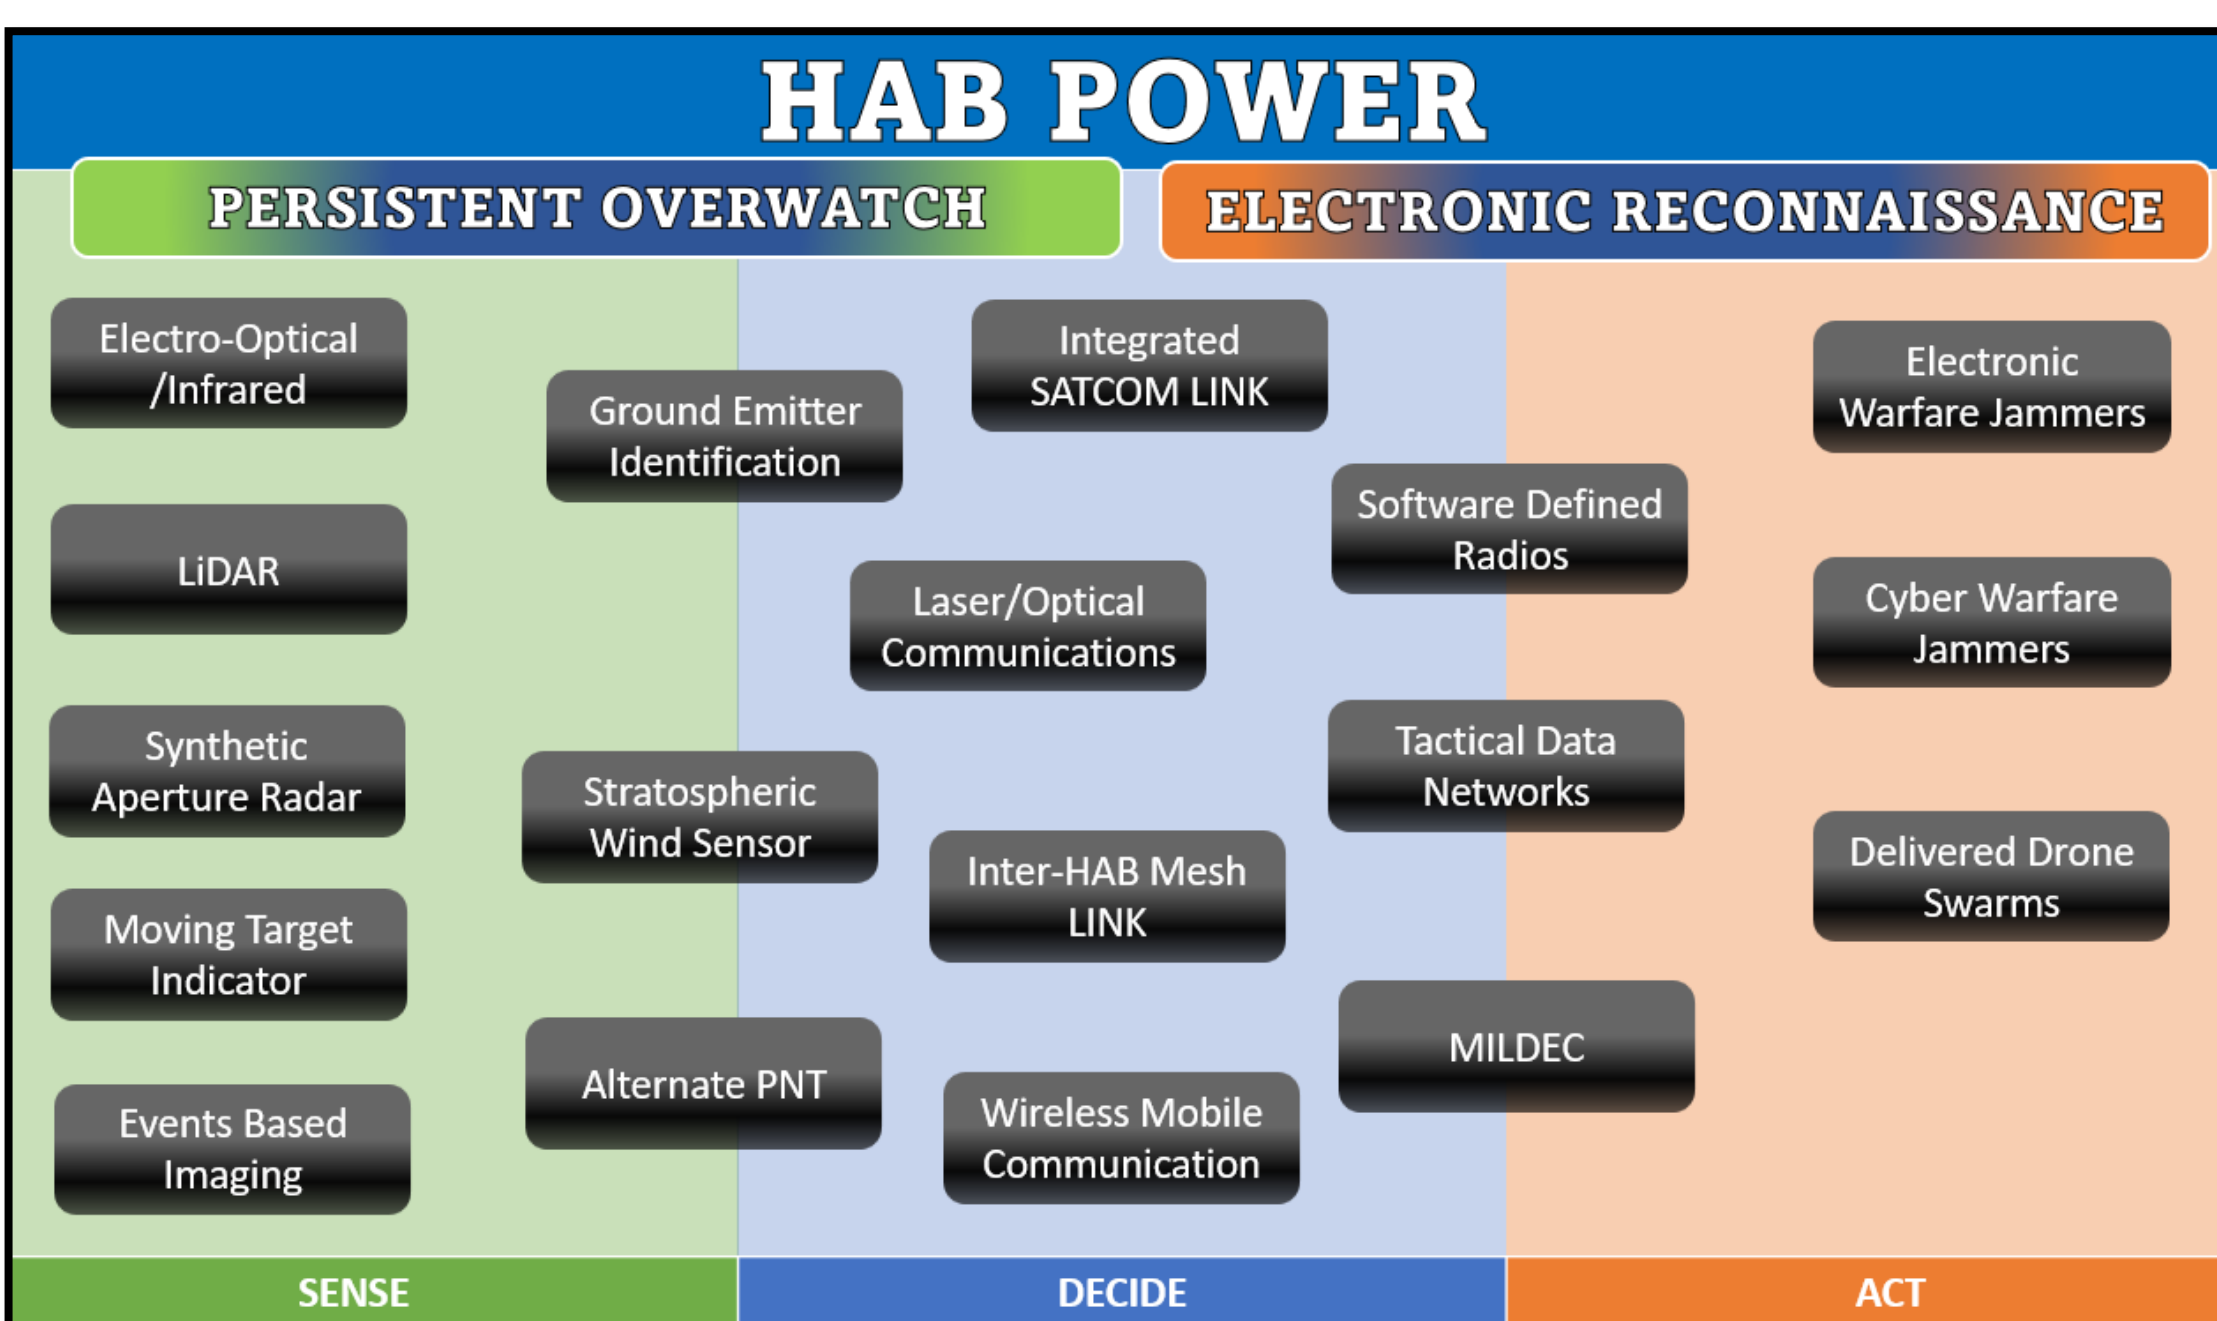 HAB POWER
PERSISTENT OVERWATCH
ELECTRONIC RECONNAISSANCE
Electro-Optical
/Infrared
LiDAR
Synthetic
Aperture Radar
Moving Target
Indicator
Events Based
Imaging
Ground Emitter
Identification
Stratospheric
Wind Sensor
Alternate PNT
Integrated
SATCOM LINK
Laser/Optical
Communications
Inter-HAB Mesh
LINK
Wireless Mobile
Communication
Software Defined
Radios
Tactical Data
Networks
MILDEC
Electronic
Warfare Jammers
Cyber Warfare
Jammers
Delivered Drone
Swarms
SENSE
DECIDE
ACT